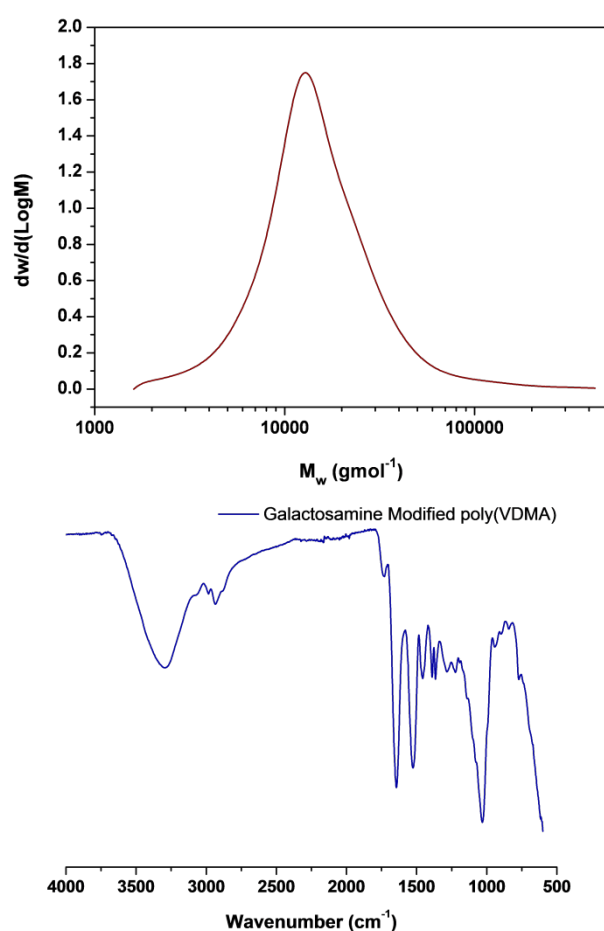 2.0
1.8
1.6
1.4
1.2
1.0
0.8
0.6
0.4
0.2
0.0
dw/d(LogM)
1000 10000 100000
M_w (gmol⁻¹)
Galactosamine Modified poly(VDMA)
4000 3500 3000 2500 2000 1500 1000 500
Wavenumber (cm⁻¹)